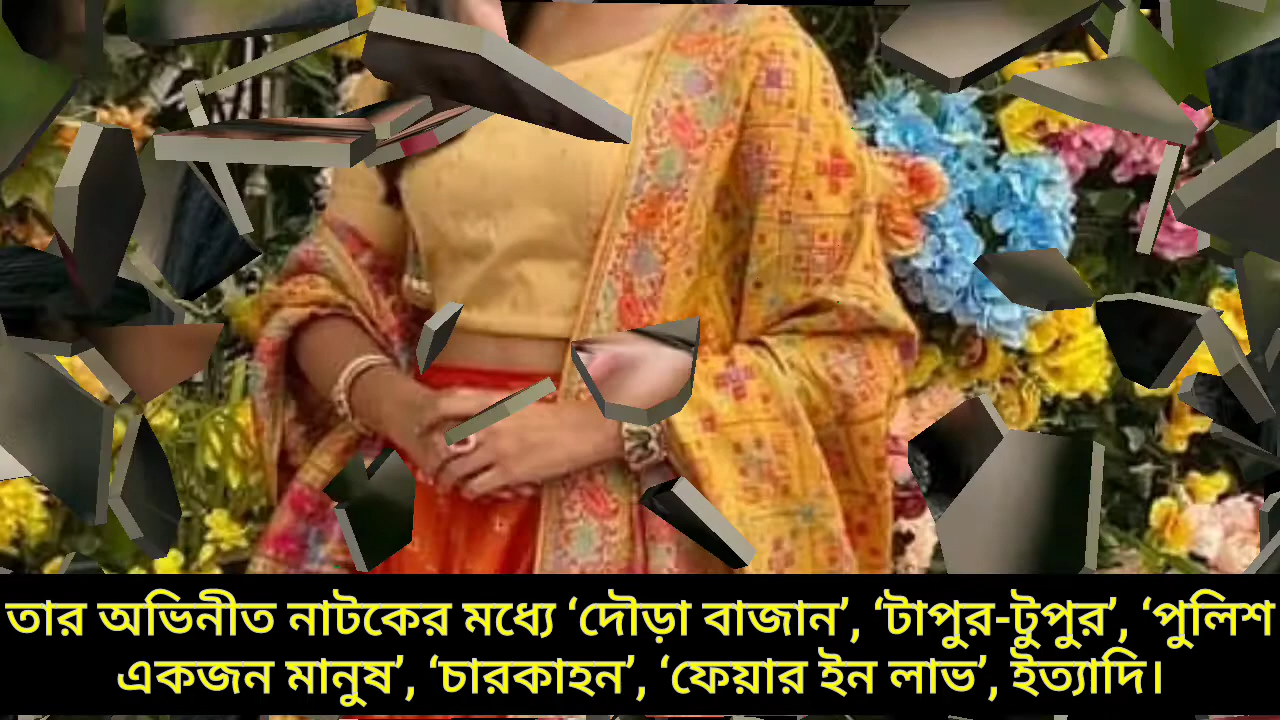 তার অভিনীত নাটকের মধ্যে ‘দৌড়া বাজান’, ‘টাপুর-টুপুর’, ‘পুলিশ
একজন মানুষ’, ‘চারকাহন’, ‘ফেয়ার ইন লাভ’, ইত্যাদি।